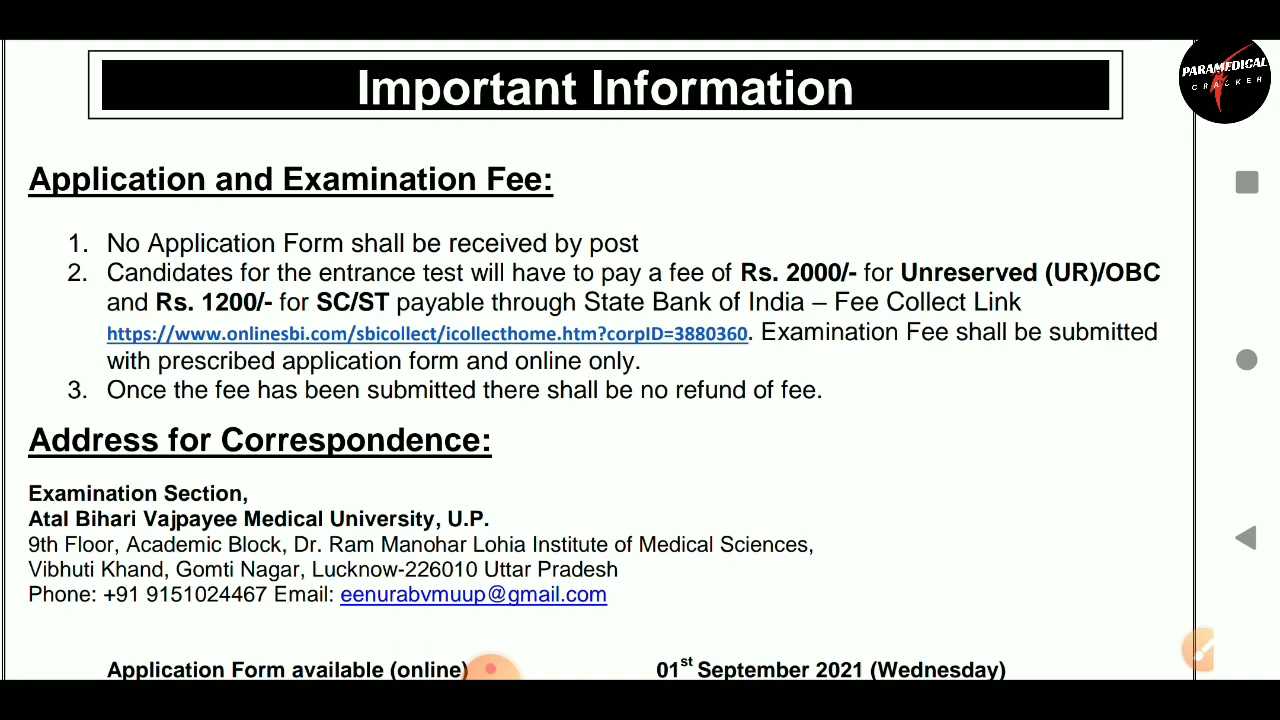 Important Information
PARAMEDICAL
CRACKER
Application and Examination Fee:
1. No Application Form shall be received by post
2. Candidates for the entrance test will have to pay a fee of Rs. 2000/- for Unreserved (UR)/OBC
and Rs. 1200/- for SC/ST payable through State Bank of India – Fee Collect Link
https://www.onlinesbi.com/sbicollect/icollecthome.htm?corpID=3880360. Examination Fee shall be submitted
with prescribed application form and online only.
3. Once the fee has been submitted there shall be no refund of fee.
Address for Correspondence:
Examination Section,
Atal Bihari Vajpayee Medical University, U.P.
9th Floor, Academic Block, Dr. Ram Manohar Lohia Institute of Medical Sciences,
Vibhuti Khand, Gomti Nagar, Lucknow-226010 Uttar Pradesh
Phone: +91 9151024467 Email: eenurabvmuup@gmail.com
Application Form available (online) 01st September 2021 (Wednesday)